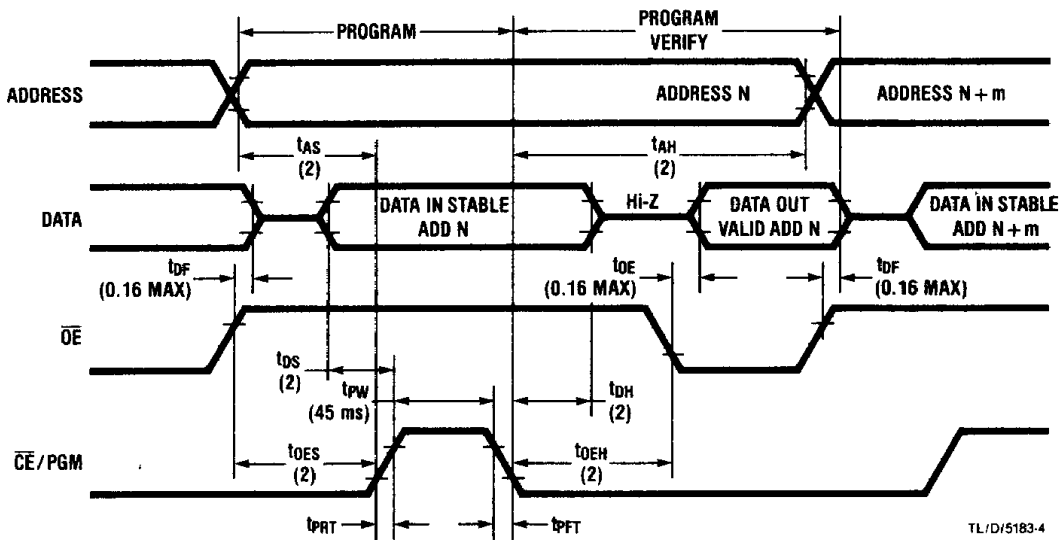 PROGRAM
PROGRAM
VERIFY
ADDRESS
ADDRESS N
ADDRESS N + m
tAS
(2)
tAH
(2)
DATA
DATA IN STABLE
ADD N
Hi-Z
DATA OUT
VALID ADD N
DATA IN STABLE
ADD N + m
tDF
(0.16 MAX)
tOE
(0.16 MAX)
tDF
(0.16 MAX)
O̅E̅
tDS
(2)
tPW
(45 ms)
tDH
(2)
C̅E̅/PGM
tOES
(2)
tOEH
(2)
tPRT
tPFT
TL/D/5183-4